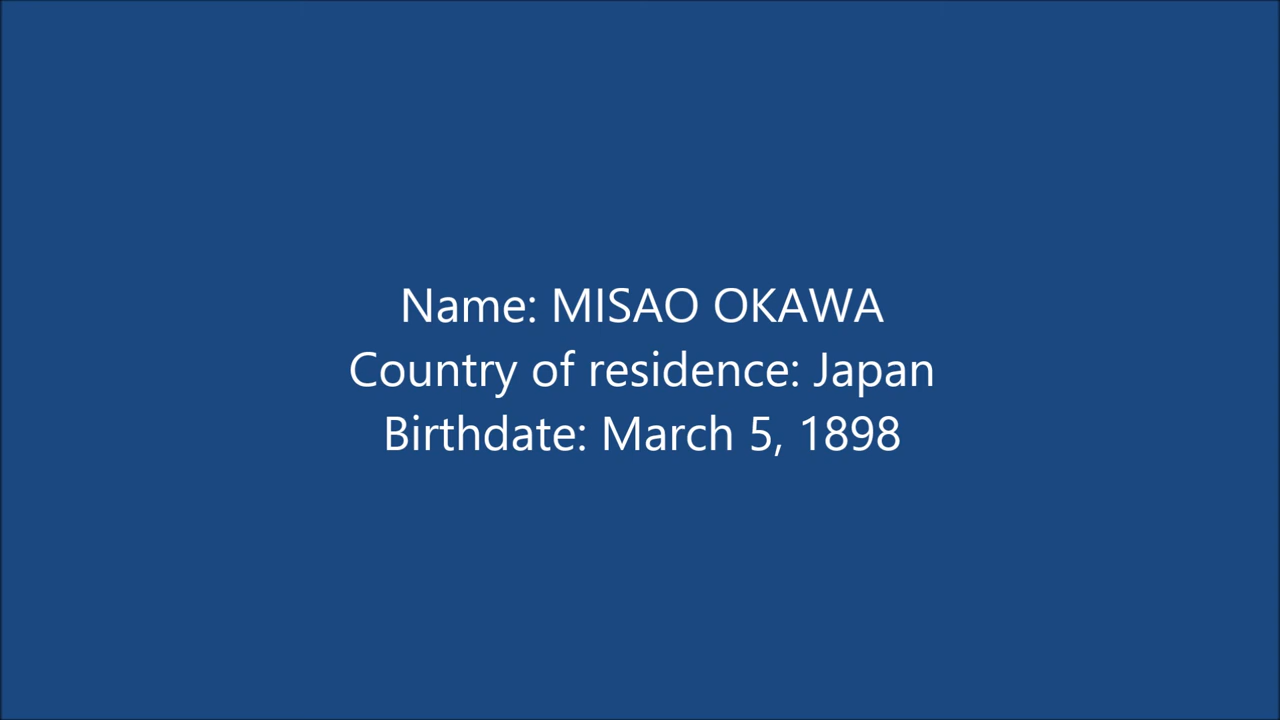 Name: MISAO OKAWA
Country of residence: Japan
Birthdate: March 5, 1898